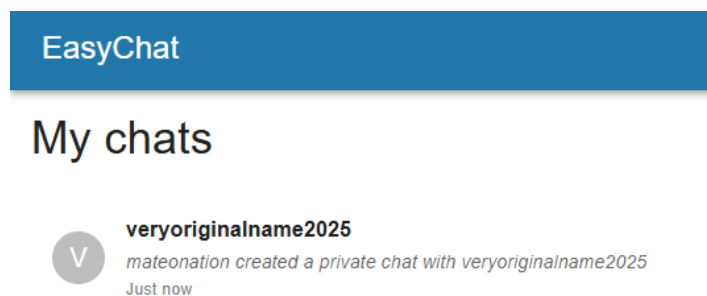 EasyChat
My chats
V
veryoriginalname2025
mateonation created a private chat with veryoriginalname2025
Just now